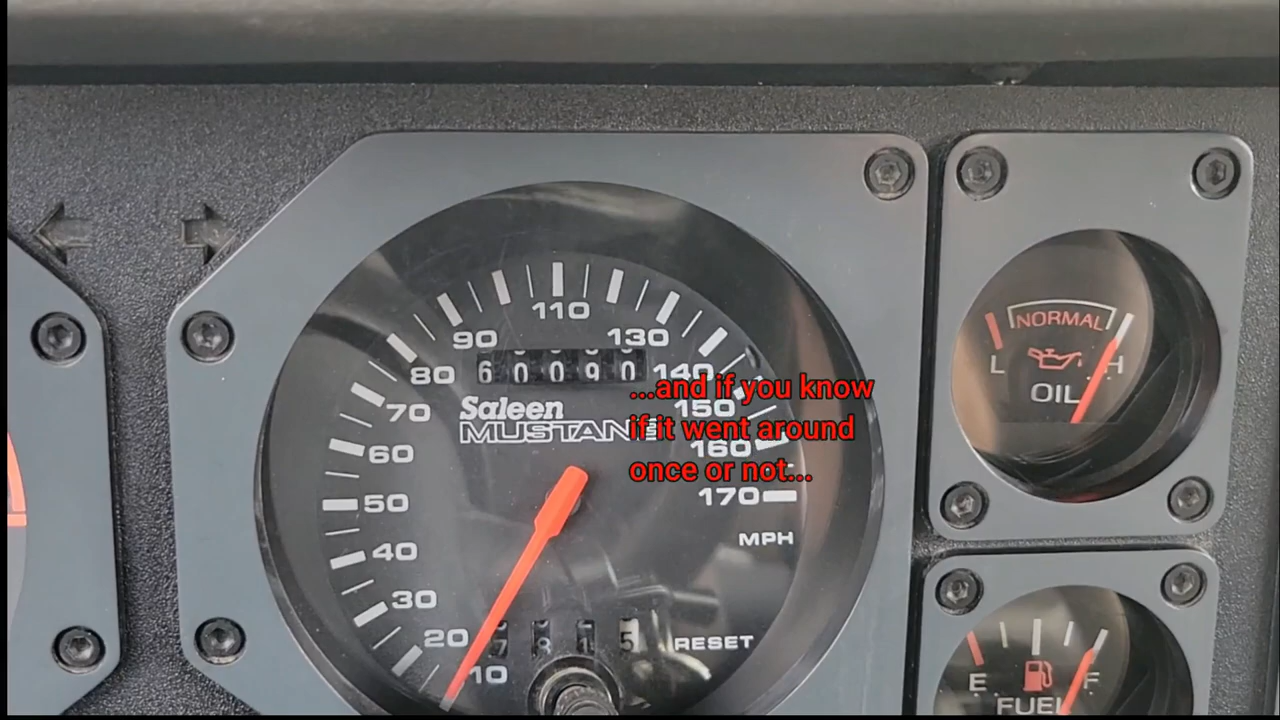 110
90
130
60090
80
140
...and if you know
70
Saleen
150
if it went around
MUSTANG
60
160
once or not...
50
170
MPH
40
30
20
RESET
10
NORMAL
L
H
OIL
E
F
FUEL